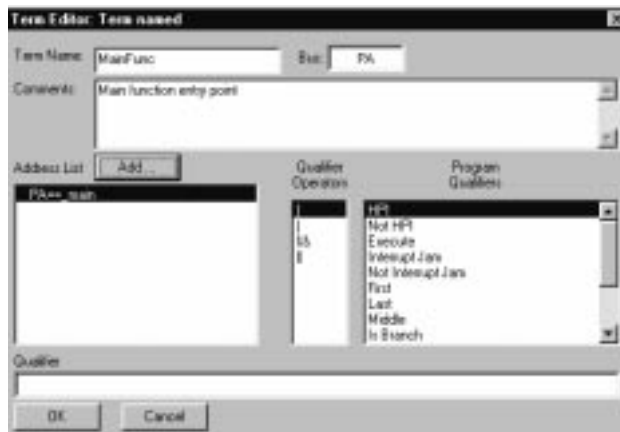 Term Editor: Term named
Term Name: MainFunc Bus: PA
Comments: Main function entry point
Address List Add ...
Qualifier Operators
Program Qualifiers
PA==_main
&&
HPI
Not HPI
Execute
Interrupt Jam
Not Interrupt Jam
First
Last
Middle
Is Branch
Qualifier
OK Cancel